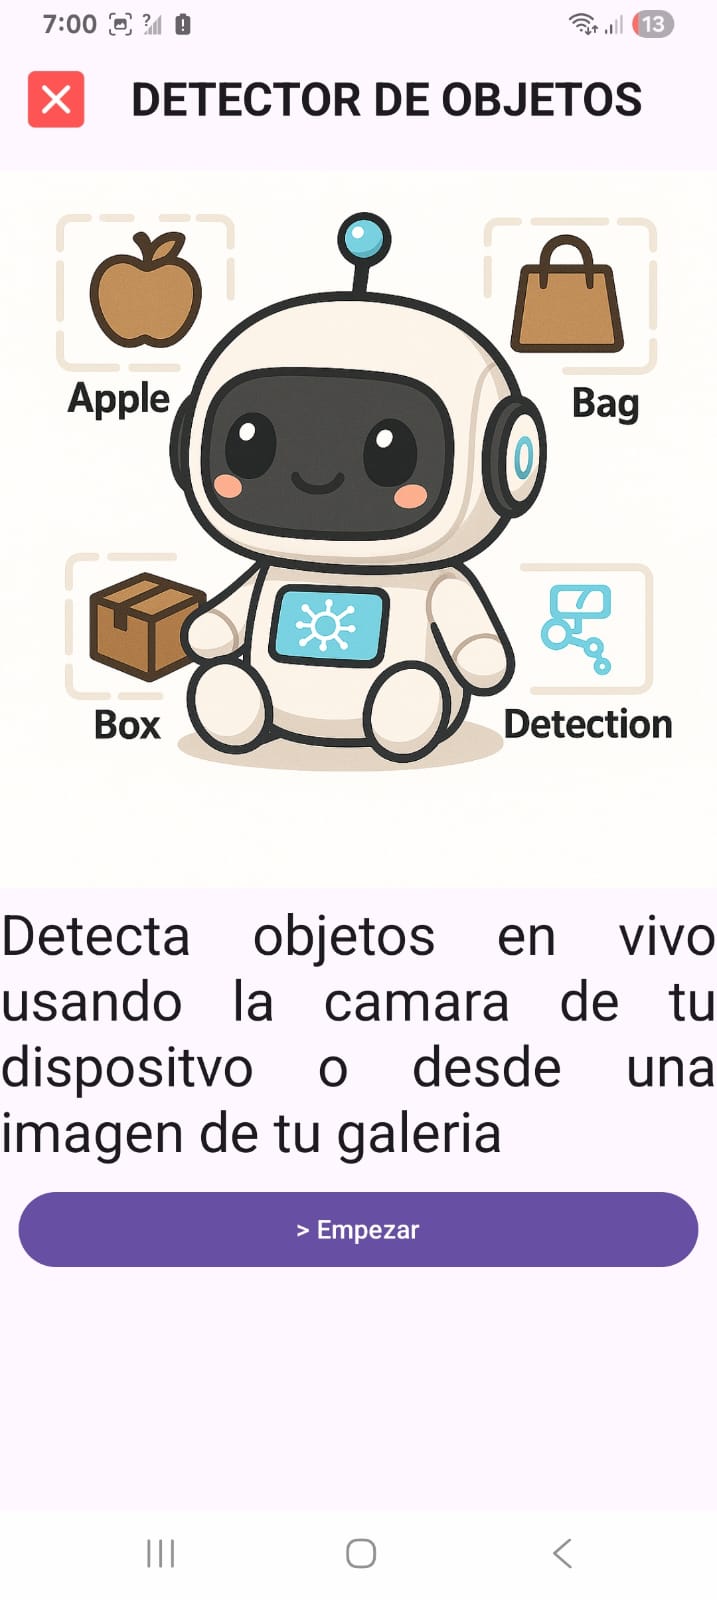 7:00
13
DETECTOR DE OBJETOS
Apple
Bag
Box
Detection
Detecta objetos en vivo
usando la camara de tu
dispositvo o desde una
imagen de tu galeria
> Empezar